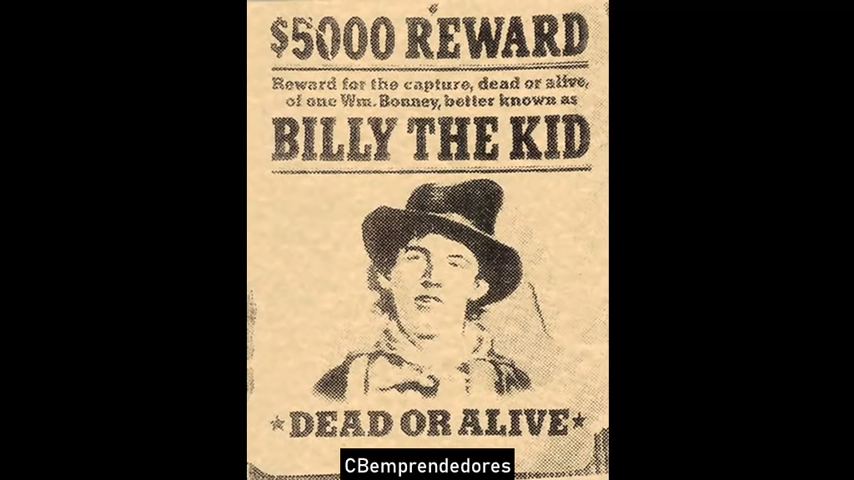 $5000 REWARD
Reward for the capture, dead or alive,
of one Wm. Bonney, better known as
BILLY THE KID
★DEAD OR ALIVE★
CBemprendedores